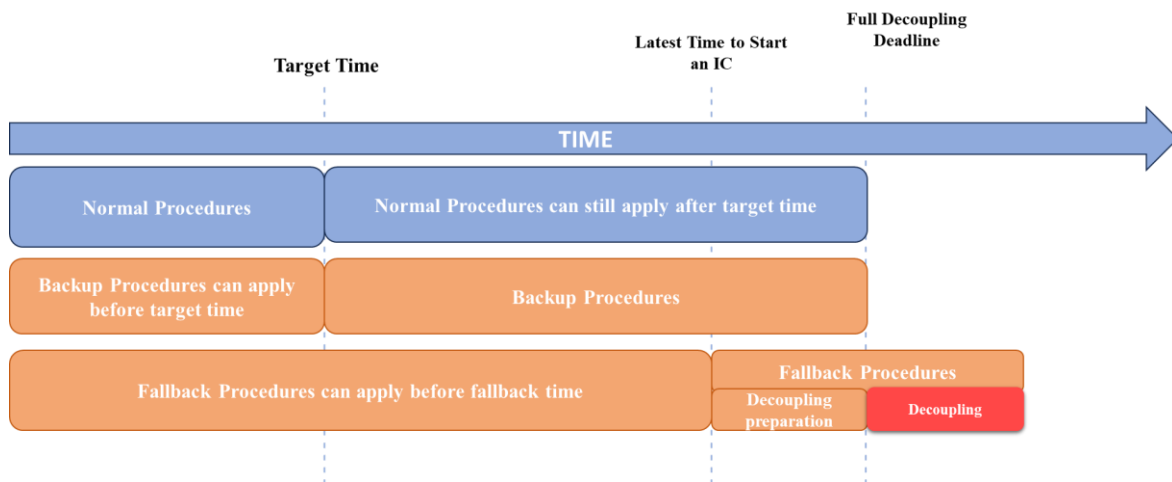 Full Decoupling
Deadline
Latest Time to Start
an IC
Target Time
TIME
Normal Procedures
Normal Procedures can still apply after target time
Backup Procedures can apply
before target time
Backup Procedures
Fallback Procedures can apply before fallback time
Fallback Procedures
Decoupling
preparation
Decoupling